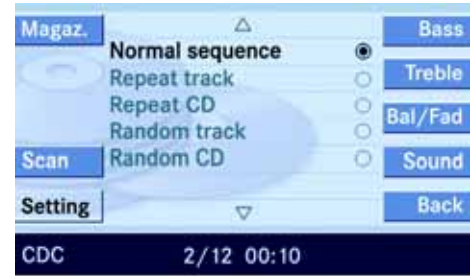 Magaz.
Normal sequence
Repeat track
Repeat CD
Random track
Random CD
Scan
Setting
Bass
Treble
Bal/Fad
Sound
Back
CDC 2/12 00:10